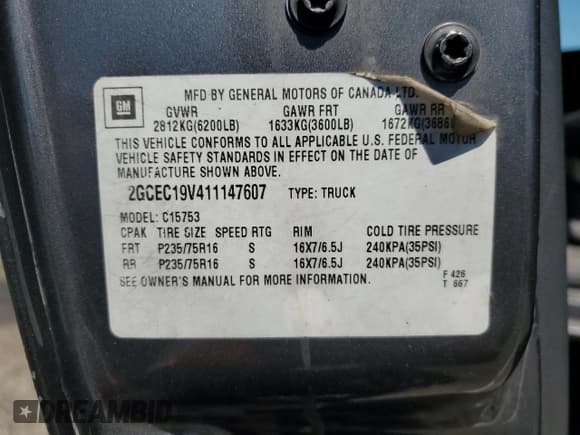 GM
MFD BY GENERAL MOTORS OF CANADA LTD.
GVWR GAWR FRT GAWR RR
2812KG(6200LB) 1633KG(3600LB) 1672KG(3686L
THIS VEHICLE CONFORMS TO ALL APPLICABLE U.S. FEDERAL MOTOR
VEHICLE SAFETY STANDARDS IN EFFECT ON THE DATE OF
MANUFACTURE SHOWN ABOVE.
2GCEC19V411147607 TYPE: TRUCK
MODEL: C15753
CPAK TIRE SIZE SPEED RTG RIM COLD TIRE PRESSURE
FRT P235/75R16 S 16X7/6.5J 240KPA(35PSI)
RR P235/75R16 S 16X7/6.5J 240KPA(35PSI)
SEE OWNER'S MANUAL FOR MORE INFORMATION.
F 426
T 667
DREAMBID